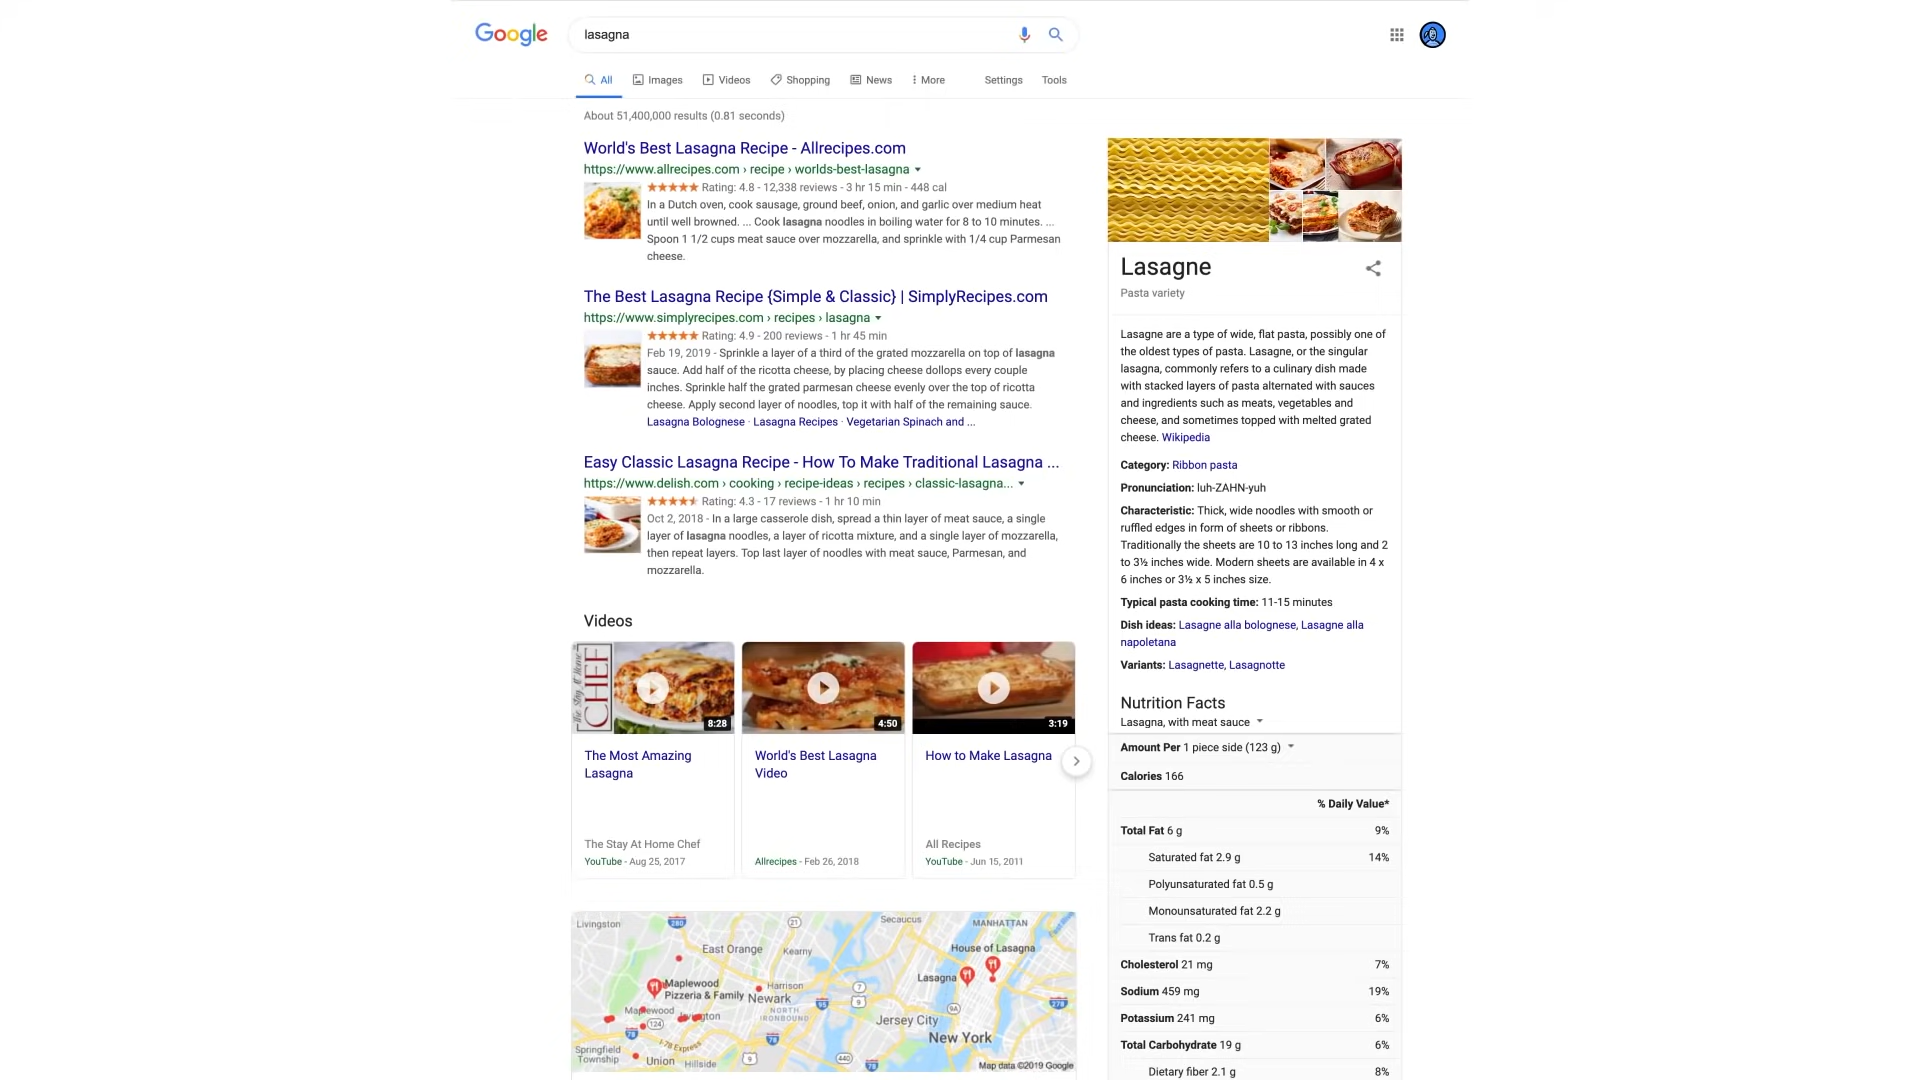 Google
lasagna
All
Images
Videos
Shopping
News
More
Settings
Tools
About 51,400,000 results (0.81 seconds)
World's Best Lasagna Recipe - Allrecipes.com
https://www.allrecipes.com › recipe › worlds-best-lasagna
Rating: 4.8 - 12,338 reviews - 3 hr 15 min - 448 cal
In a Dutch oven, cook sausage, ground beef, onion, and garlic over medium heat
until well browned. ... Cook lasagna noodles in boiling water for 8 to 10 minutes. ...
Spoon 1 1/2 cups meat sauce over mozzarella, and sprinkle with 1/4 cup Parmesan
cheese.
The Best Lasagna Recipe {Simple & Classic} | SimplyRecipes.com
https://www.simplyrecipes.com › recipes › lasagna
Rating: 4.9 - 200 reviews - 1 hr 45 min
Feb 19, 2019 - Sprinkle a layer of a third of the grated mozzarella on top of lasagna
sauce. Add half of the ricotta cheese, by placing cheese dollops every couple
inches. Sprinkle half the grated parmesan cheese evenly over the top of ricotta
cheese. Apply second layer of noodles, top it with half of the remaining sauce.
Lasagna Bolognese · Lasagna Recipes · Vegetarian Spinach and ...
Easy Classic Lasagna Recipe - How To Make Traditional Lasagna ...
https://www.delish.com › cooking › recipe-ideas › recipes › classic-lasagna...
Rating: 4.3 - 17 reviews - 1 hr 10 min
Oct 2, 2018 - In a large casserole dish, spread a thin layer of meat sauce, a single
layer of lasagna noodles, a layer of ricotta mixture, and a single layer of mozzarella,
then repeat layers. Top last layer of noodles with meat sauce, Parmesan, and
mozzarella.
Videos
The Stay At Home
CHEF
8:28
The Most Amazing
Lasagna
The Stay At Home Chef
YouTube - Aug 25, 2017
4:50
World's Best Lasagna
Video
Allrecipes - Feb 26, 2018
3:19
How to Make Lasagna
All Recipes
YouTube - Jun 15, 2011
Livingston
280
21
Secaucus
MANHATTAN
East Orange
Kearny
House of Lasagna
Lasagna
Maplewood
Pizzeria & Family
Harrison
Newark
7
9
95
9A
278
Maplewood
Irvington
124
NORTH
IRONBOUND
Jersey City
New York
78
78
I-78 Express
Springfield
Township
Union
Hillside
9
440
78
Map data ©2019 Google
Lasagne
Pasta variety
Lasagne are a type of wide, flat pasta, possibly one of
the oldest types of pasta. Lasagne, or the singular
lasagna, commonly refers to a culinary dish made
with stacked layers of pasta alternated with sauces
and ingredients such as meats, vegetables and
cheese, and sometimes topped with melted grated
cheese. Wikipedia
Category: Ribbon pasta
Pronunciation: luh-ZAHN-yuh
Characteristic: Thick, wide noodles with smooth or
ruffled edges in form of sheets or ribbons.
Traditionally the sheets are 10 to 13 inches long and 2
to 3½ inches wide. Modern sheets are available in 4 x
6 inches or 3½ x 5 inches size.
Typical pasta cooking time: 11-15 minutes
Dish ideas: Lasagne alla bolognese, Lasagne alla
napoletana
Variants: Lasagnette, Lasagnotte
Nutrition Facts
Lasagna, with meat sauce
Amount Per 1 piece side (123 g)
Calories 166
% Daily Value*
Total Fat 6 g 9%
Saturated fat 2.9 g 14%
Polyunsaturated fat 0.5 g
Monounsaturated fat 2.2 g
Trans fat 0.2 g
Cholesterol 21 mg 7%
Sodium 459 mg 19%
Potassium 241 mg 6%
Total Carbohydrate 19 g 6%
Dietary fiber 2.1 g 8%